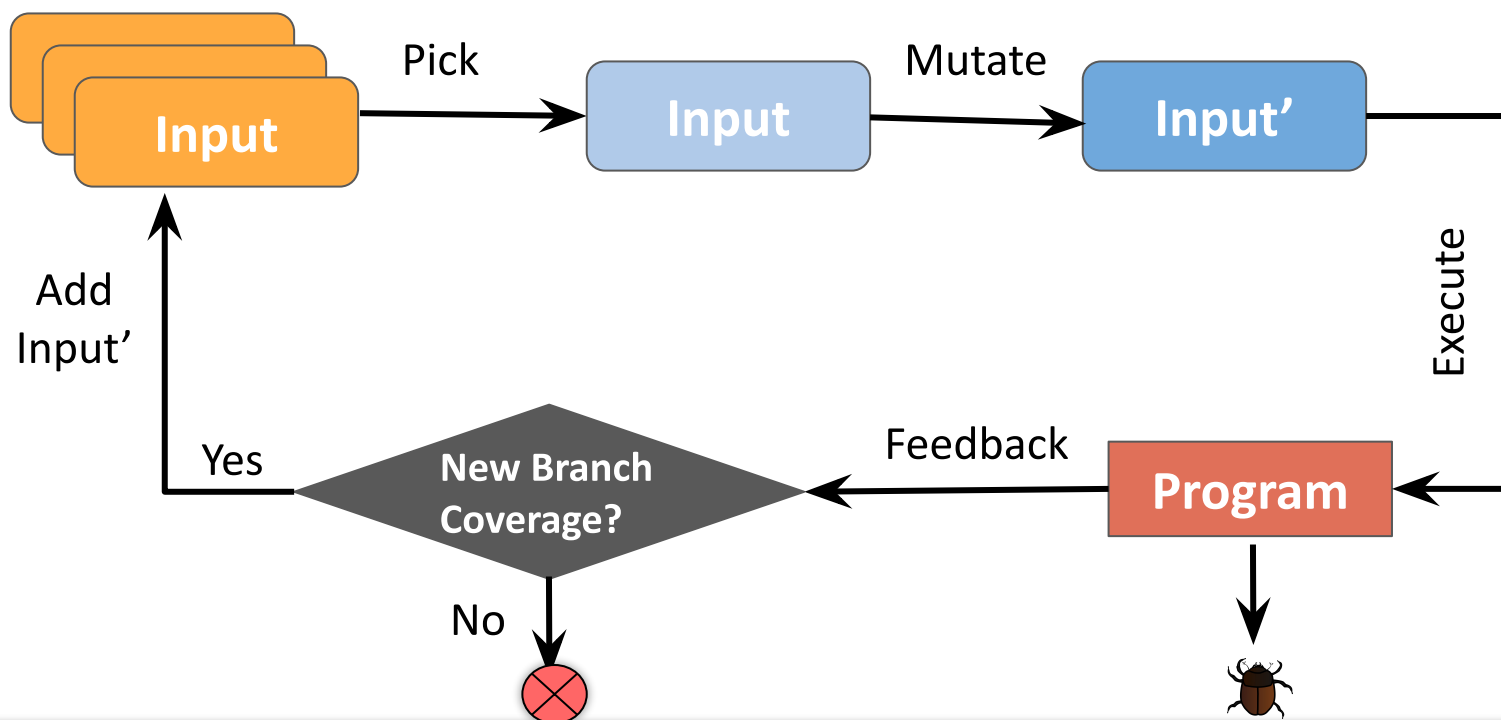 Pick
Mutate
Input
Input
Input’
Execute
Add
Input’
Yes
New Branch
Coverage?
Feedback
Program
No